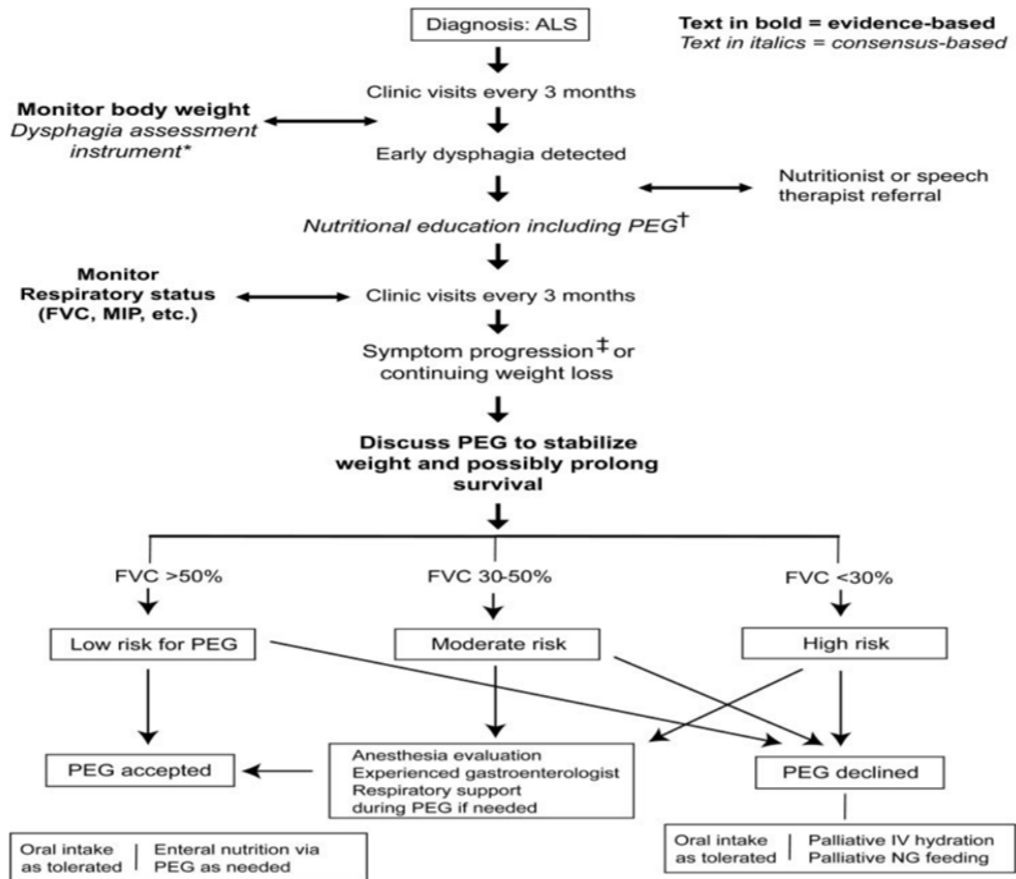 Diagnosis: ALS
Text in bold = evidence-based
Text in italics = consensus-based
Clinic visits every 3 months
Monitor body weight
Dysphagia assessment
instrument*
Early dysphagia detected
Nutritionist or speech
therapist referral
Nutritional education including PEG†
Monitor
Respiratory status
(FVC, MIP, etc.)
Clinic visits every 3 months
Symptom progression‡ or
continuing weight loss
Discuss PEG to stabilize
weight and possibly prolong
survival
FVC >50%
FVC 30-50%
FVC <30%
Low risk for PEG
Moderate risk
High risk
PEG accepted
Anesthesia evaluation
Experienced gastroenterologist
Respiratory support
during PEG if needed
PEG declined
Oral intake
as tolerated
Enteral nutrition via
PEG as needed
Oral intake
as tolerated
Palliative IV hydration
Palliative NG feeding